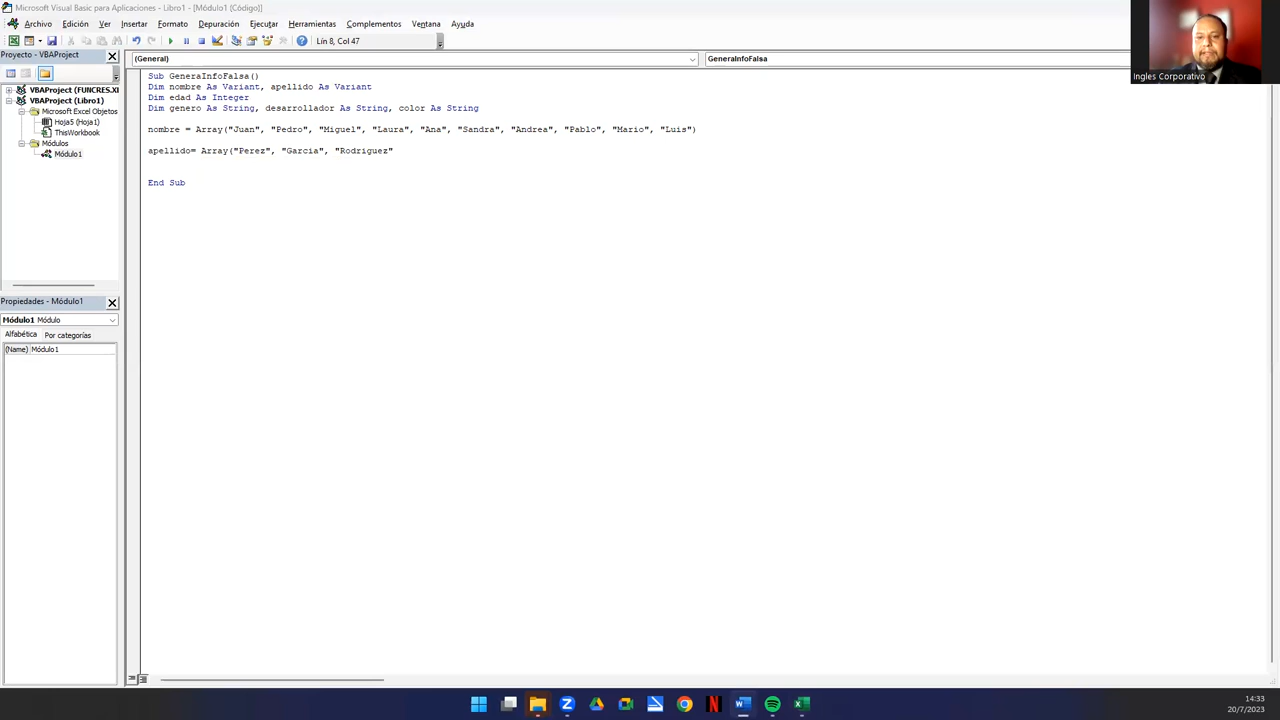 Microsoft Visual Basic para Aplicaciones - Libro1 - [Módulo1 (Código)]
Archivo Edición Ver Insertar Formato Depuración Ejecutar Herramientas Complementos Ventana Ayuda
Lín 8, Col 47
Proyecto - VBAProject
(General)
GeneraInfoFalsa
Ingles Corporativo
VBAProject (FUNCRES.XL
VBAProject (Libro1)
Microsoft Excel Objetos
Hoja5 (Hoja1)
ThisWorkbook
Módulos
Módulo1
Sub GeneraInfoFalsa()
Dim nombre As Variant, apellido As Variant
Dim edad As Integer
Dim genero As String, desarrollador As String, color As String
nombre = Array("Juan", "Pedro", "Miguel", "Laura", "Ana", "Sandra", "Andrea", "Pablo", "Mario", "Luis")
apellido= Array("Perez", "Garcia", "Rodriguez"
End Sub
Propiedades - Módulo1
Módulo1 Módulo
Alfabética Por categorías
(Name) Módulo1
14:33
20/7/2023